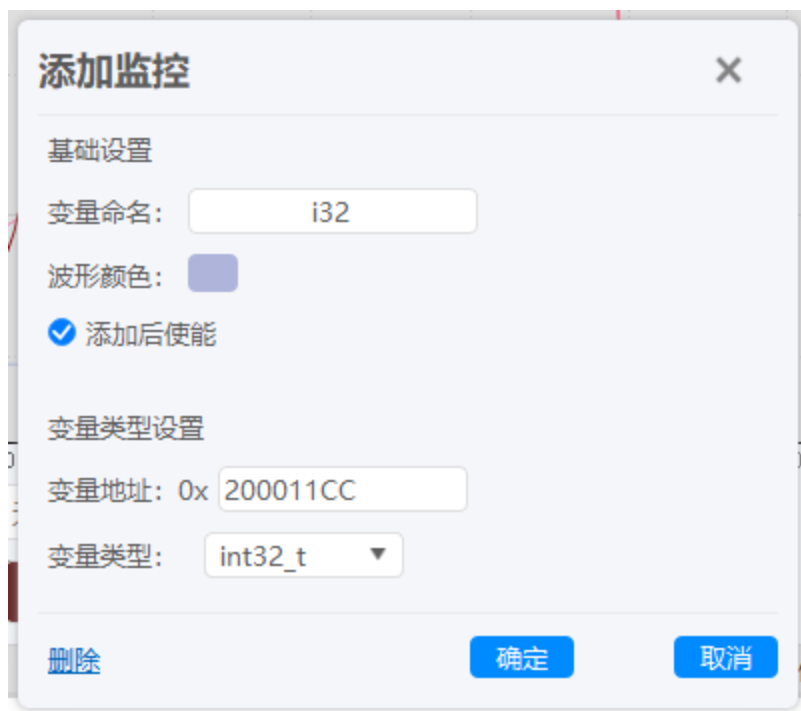 添加监控
基础设置
变量命名： i32
波形颜色：
添加后使能
变量类型设置
变量地址：0x 200011CC
变量类型： int32_t
删除 确定 取消